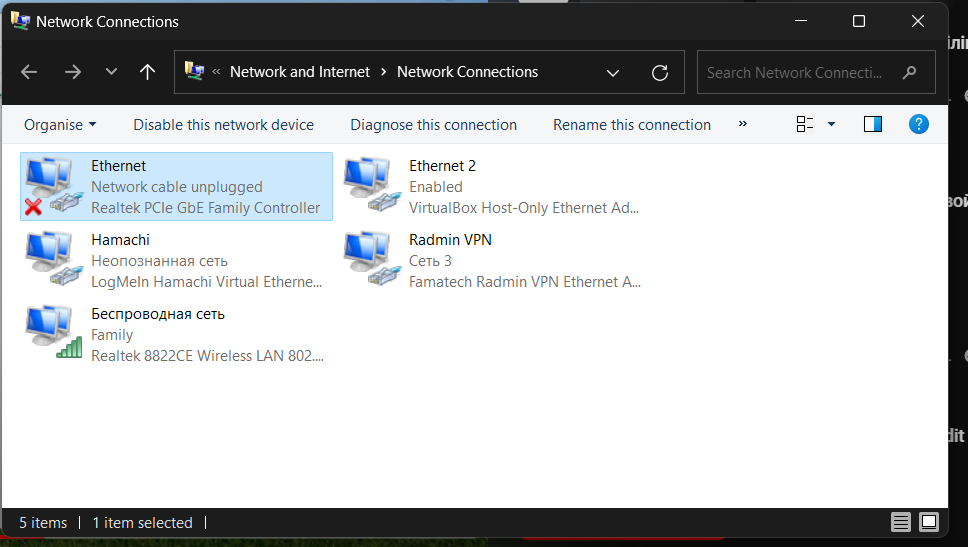 Network Connections
« Network and Internet > Network Connections
Search Network Connecti...
Organise
Disable this network device
Diagnose this connection
Rename this connection
»
Ethernet
Network cable unplugged
Realtek PCIe GbE Family Controller
Ethernet 2
Enabled
VirtualBox Host-Only Ethernet Ad...
Hamachi
Неопознанная сеть
LogMeIn Hamachi Virtual Etherne...
Radmin VPN
Сеть 3
Famatech Radmin VPN Ethernet A...
Беспроводная сеть
Family
Realtek 8822CE Wireless LAN 802....
5 items
1 item selected